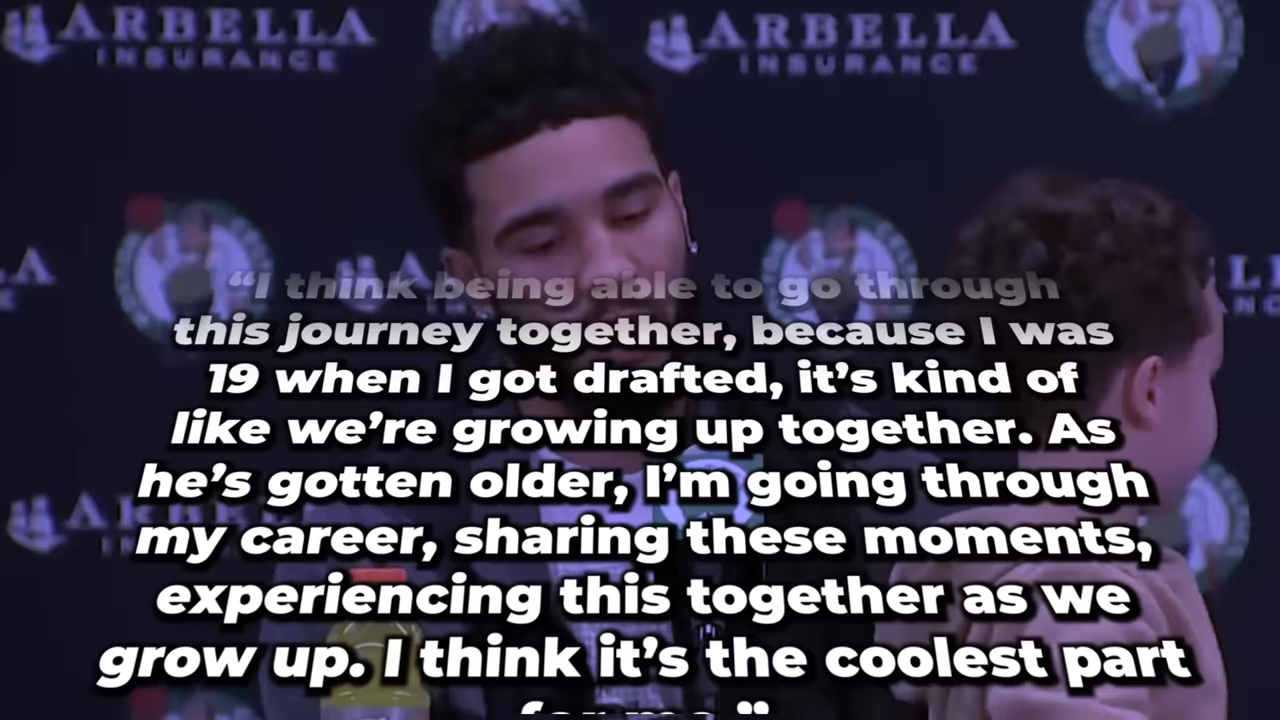 ARBELLA
INSURANCE
ARBELLA
INSURANCE
“I think being able to go through
this journey together, because I was
19 when I got drafted, it’s kind of
like we’re growing up together. As
he’s gotten older, I’m going through
my career, sharing these moments,
experiencing this together as we
grow up. I think it’s the coolest part
for me.”